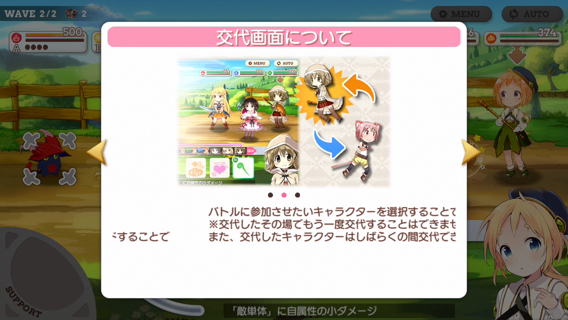 WAVE 2/2
2
MENU
AUTO
500
374
A
交代画面について
MENU
AUTO
バトルに参加させたいキャラクターを選択することで
※交代したその場でもう一度交代することはできませ
また、交代したキャラクターはしばらくの間交代でき
ドすることで
SUPPORT
「敵単体」に自属性の小ダメージ